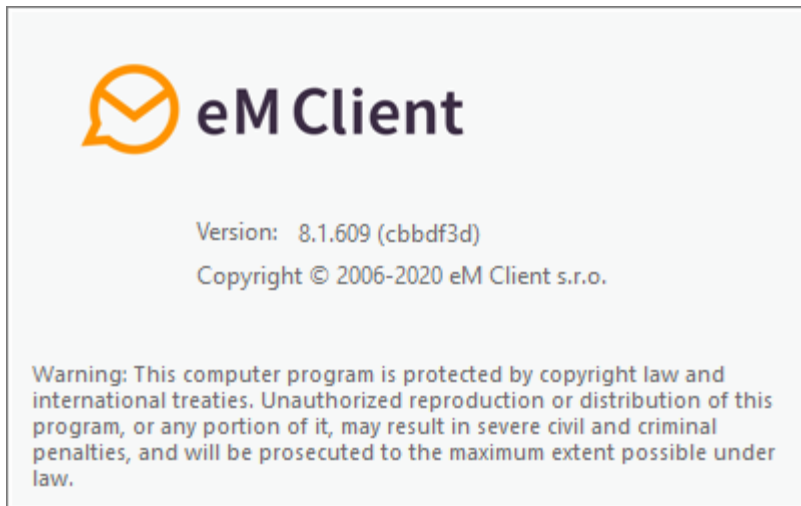 eM Client
Version: 8.1.609 (cbbdf3d)
Copyright © 2006-2020 eM Client s.r.o.
Warning: This computer program is protected by copyright law and
international treaties. Unauthorized reproduction or distribution of this
program, or any portion of it, may result in severe civil and criminal
penalties, and will be prosecuted to the maximum extent possible under
law.